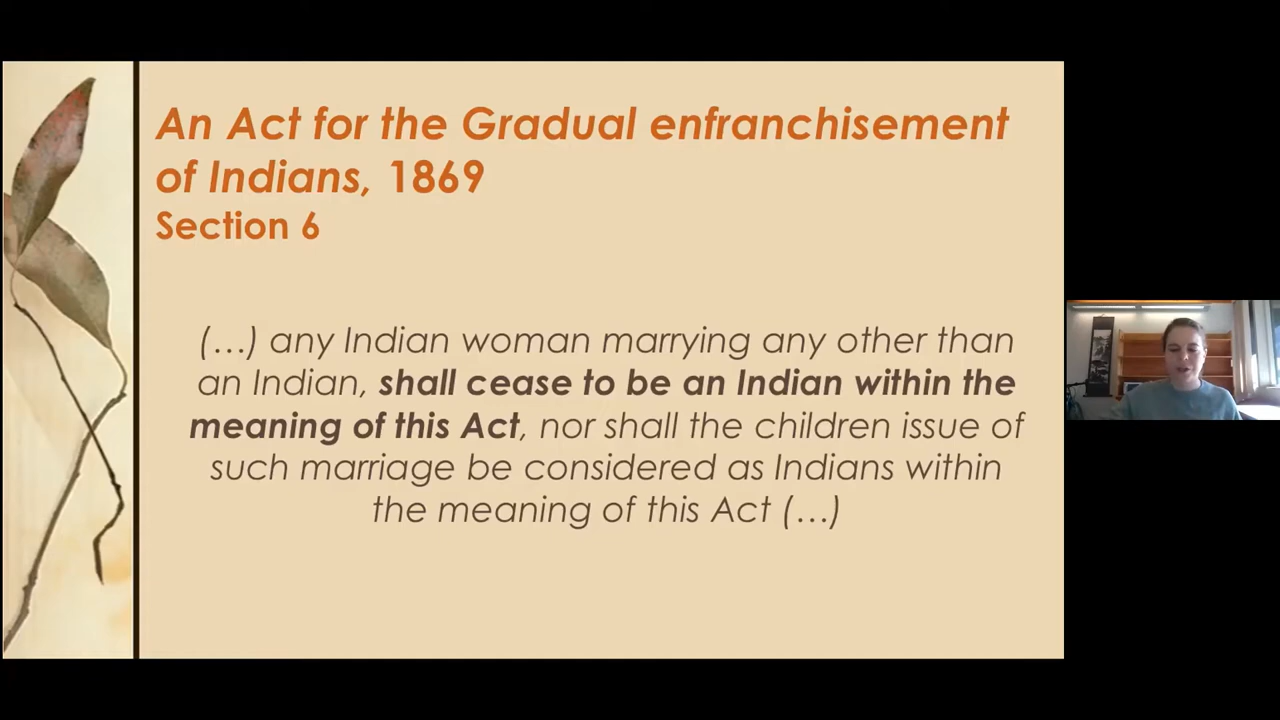 An Act for the Gradual enfranchisement
of Indians, 1869
Section 6
(…) any Indian woman marrying any other than
an Indian, shall cease to be an Indian within the
meaning of this Act, nor shall the children issue of
such marriage be considered as Indians within
the meaning of this Act (…)